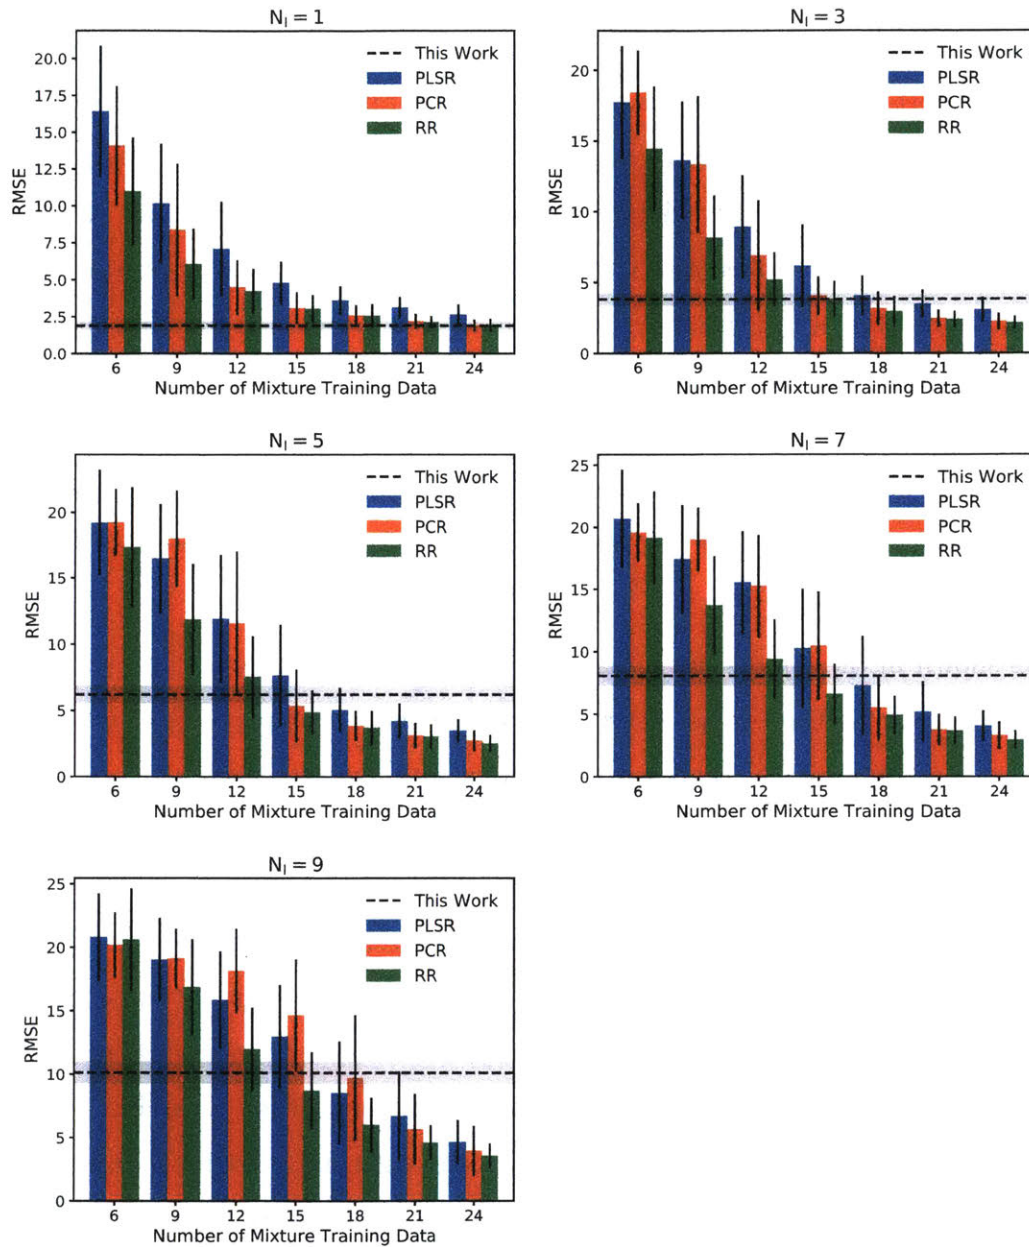 N_I = 1
20.0
17.5
15.0
12.5
10.0
7.5
5.0
2.5
0.0
RMSE
This Work
PLSR
PCR
RR
6 9 12 15 18 21 24
Number of Mixture Training Data
N_I = 3
20
15
10
5
0
RMSE
This Work
PLSR
PCR
RR
6 9 12 15 18 21 24
Number of Mixture Training Data
N_I = 5
20
15
10
5
0
RMSE
This Work
PLSR
PCR
RR
6 9 12 15 18 21 24
Number of Mixture Training Data
N_I = 7
25
20
15
10
5
0
RMSE
This Work
PLSR
PCR
RR
6 9 12 15 18 21 24
Number of Mixture Training Data
N_I = 9
25
20
15
10
5
0
RMSE
This Work
PLSR
PCR
RR
6 9 12 15 18 21 24
Number of Mixture Training Data